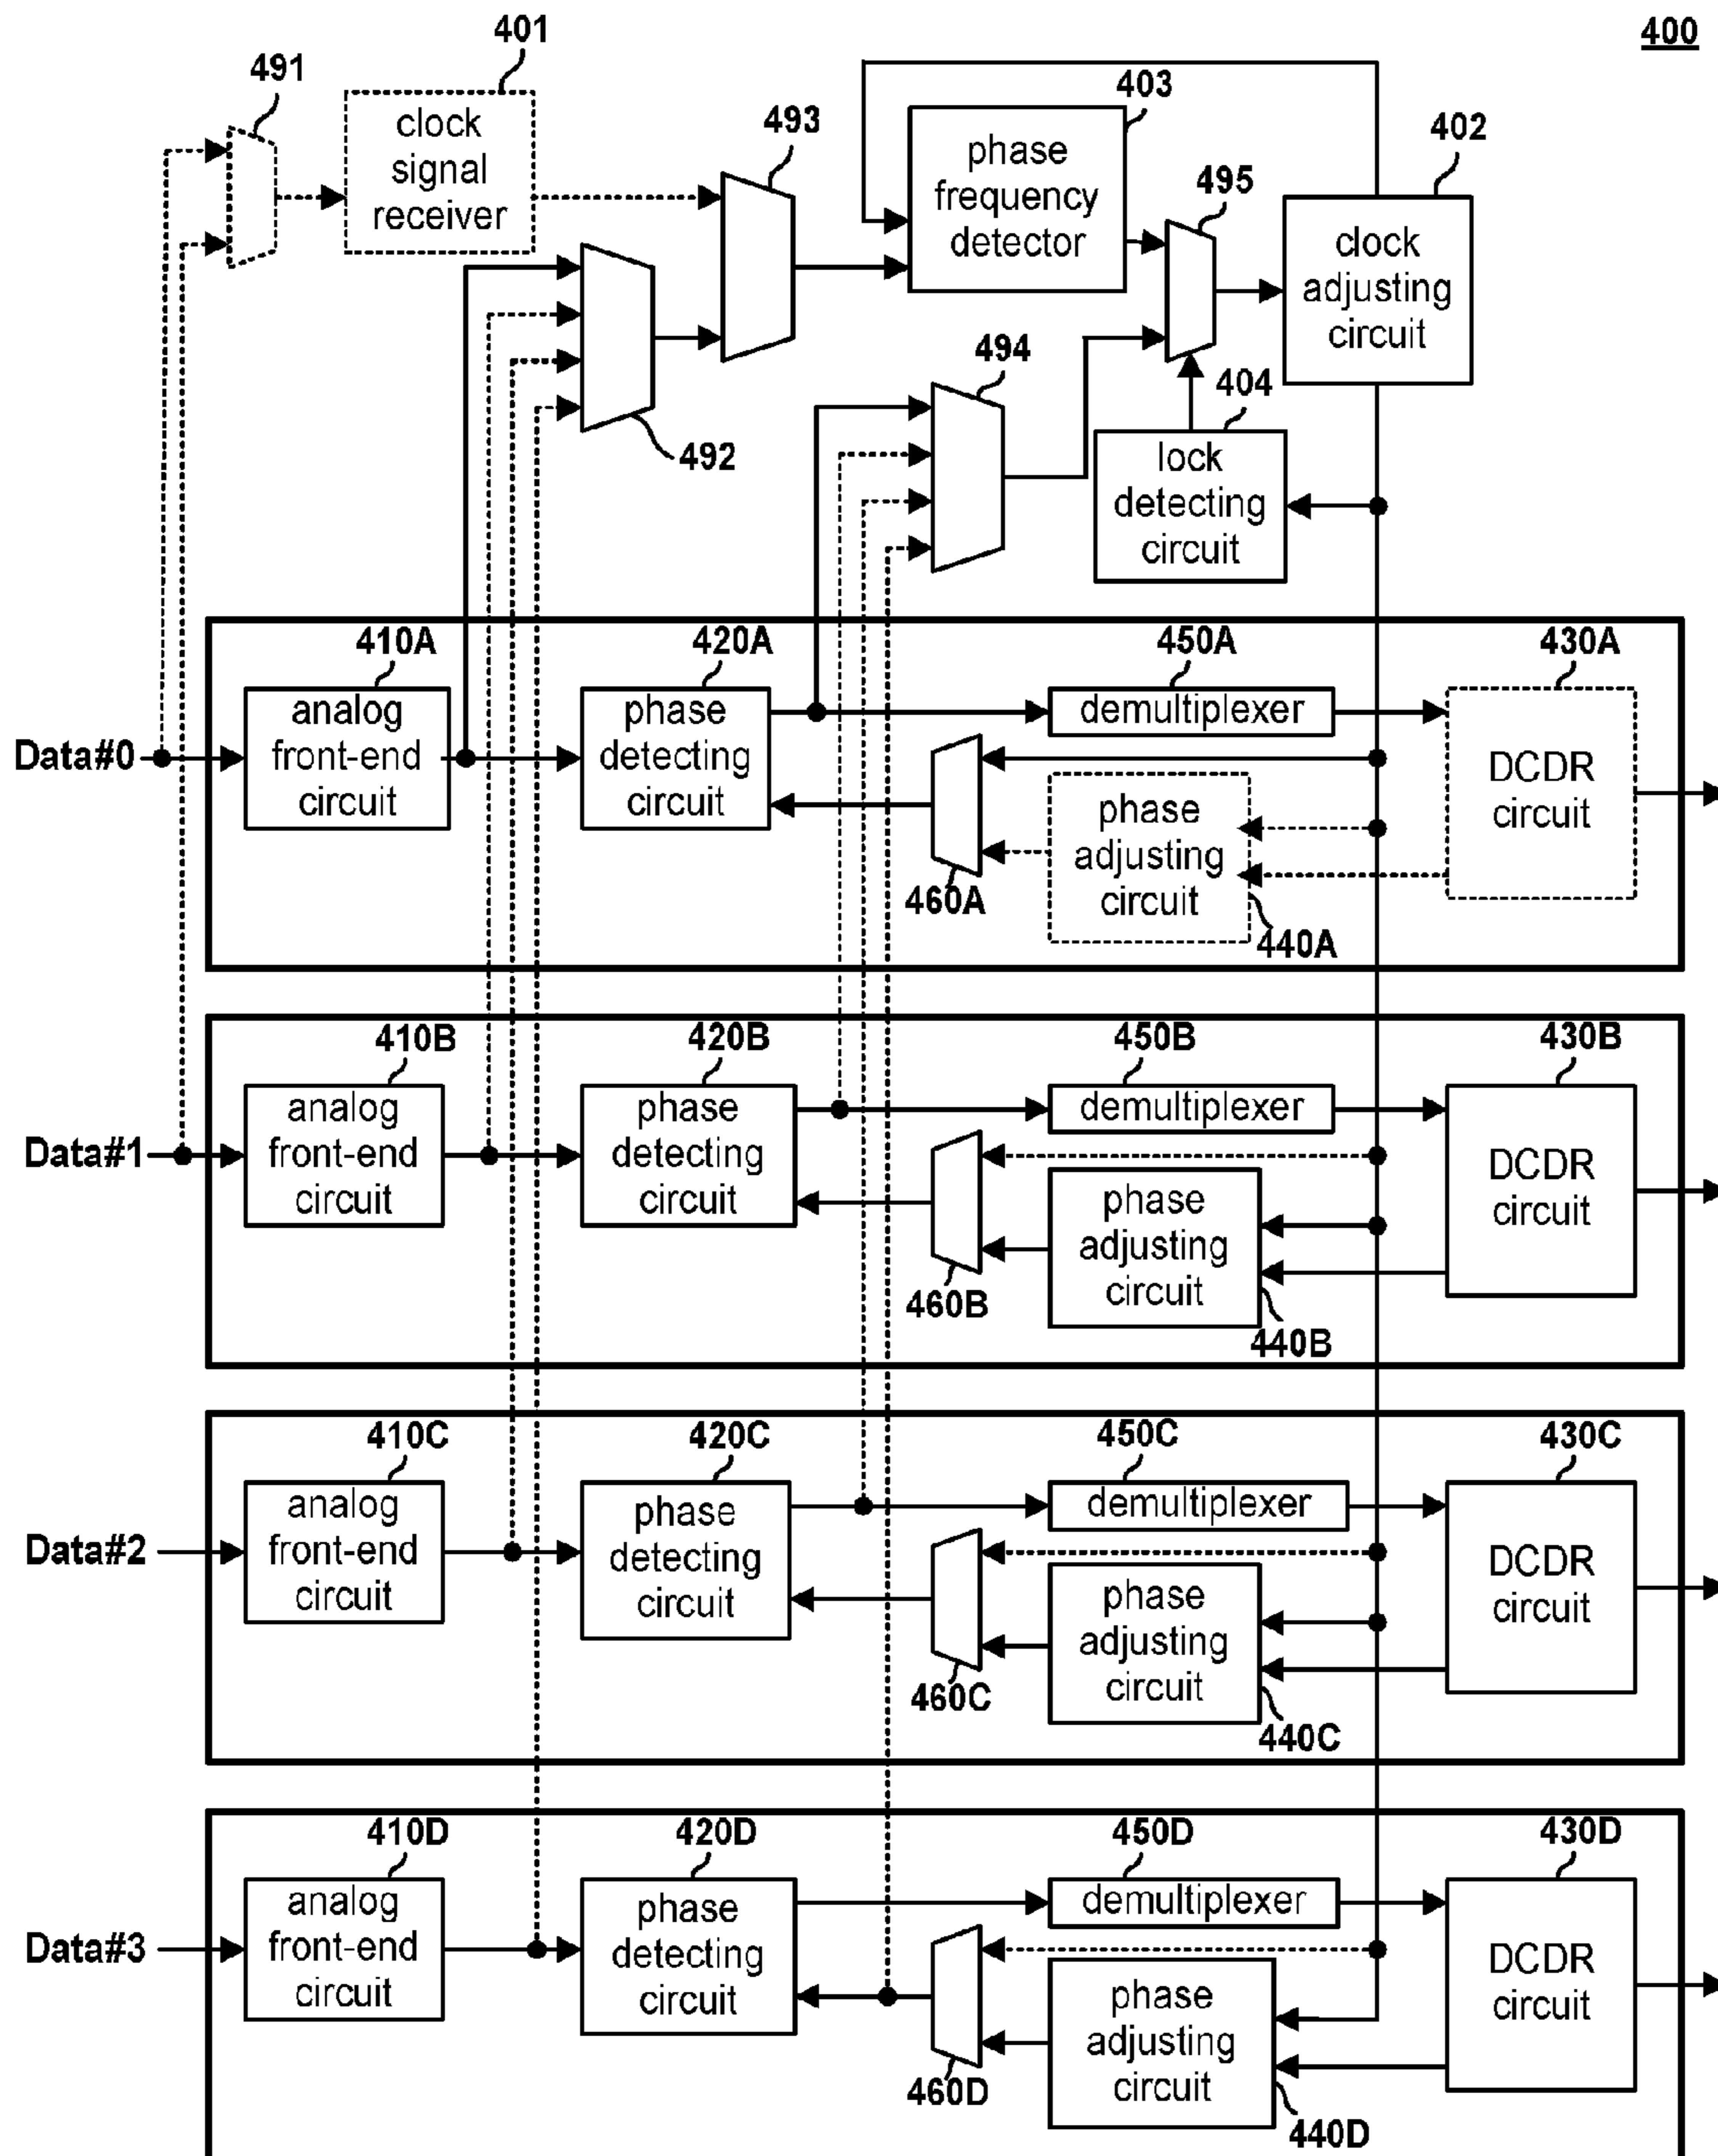 400
401
491
clock
signal
receiver
493
403
phase
frequency
detector
402
495
clock
adjusting
circuit
492
494
404
lock
detecting
circuit
410A
420A
450A
430A
Data#0
analog
front-end
circuit
phase
detecting
circuit
demultiplexer
DCDR
circuit
phase
adjusting
circuit
460A
440A
410B
420B
450B
430B
Data#1
analog
front-end
circuit
phase
detecting
circuit
demultiplexer
DCDR
circuit
phase
adjusting
circuit
460B
440B
410C
420C
450C
430C
Data#2
analog
front-end
circuit
phase
detecting
circuit
demultiplexer
DCDR
circuit
phase
adjusting
circuit
460C
440C
410D
420D
450D
430D
Data#3
analog
front-end
circuit
phase
detecting
circuit
demultiplexer
DCDR
circuit
phase
adjusting
circuit
460D
440D